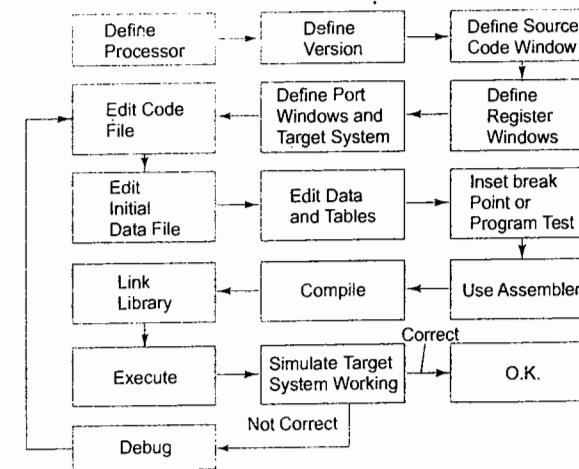 Define
Processor
Define
Version
Define Source
Code Window
Edit Code
File
Define Port
Windows and
Target System
Define
Register
Windows
Edit
Initial
Data File
Edit Data
and Tables
Inset break
Point or
Program Test
Link
Library
Compile
Use Assembler
Execute
Simulate Target
System Working
Correct
O.K.
Not Correct
Debug